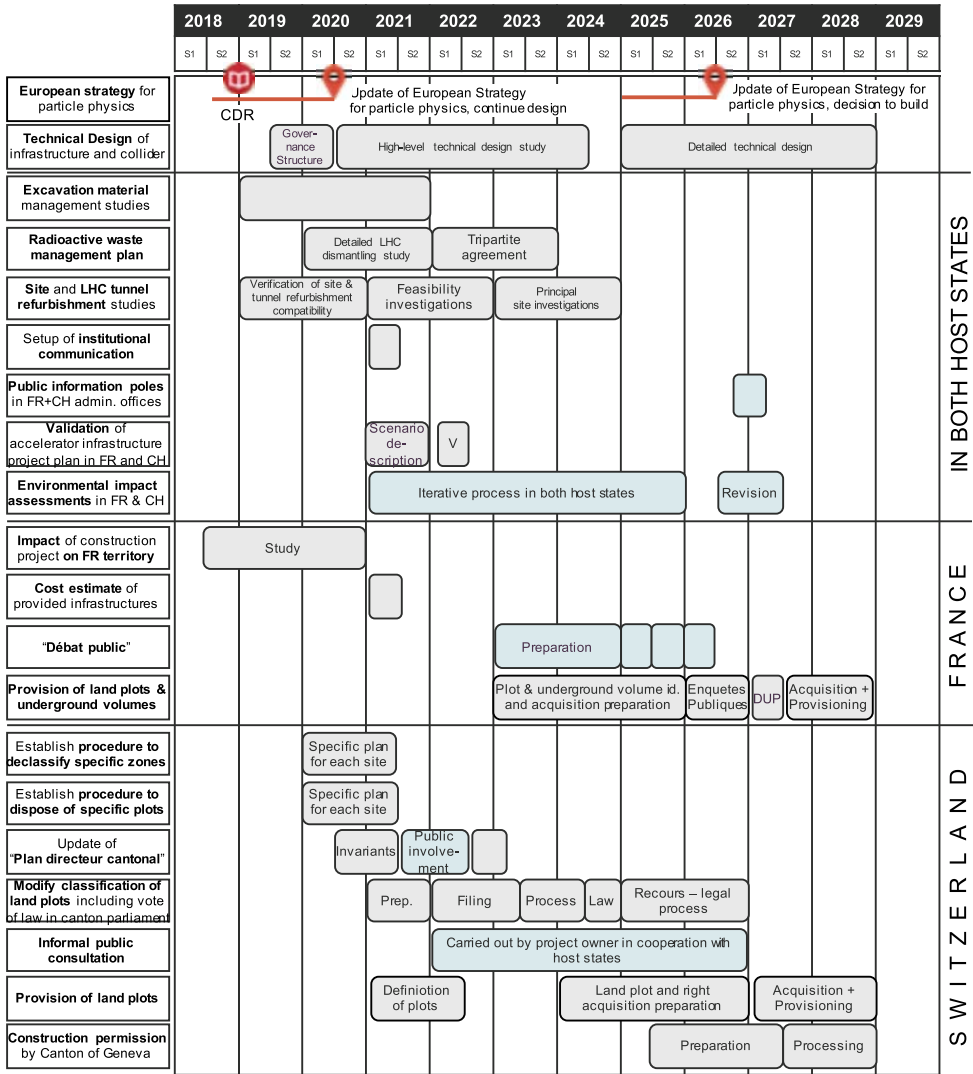 2018 2019 2020 2021 2022 2023 2024 2025 2026 2027 2028 2029
S1 S2 S1 S2 S1 S2 S1 S2 S1 S2 S1 S2 S1 S2 S1 S2 S1 S2 S1 S2 S1 S2 S1 S2
European strategy for
particle physics
CDR
Update of European Strategy
for particle physics, continue design
Update of European Strategy for
particle physics, decision to build
Technical Design of
infrastructure and collider
Gover-
nance
Structure
High-level technical design study
Detailed technical design
IN BOTH HOST STATES
Excavation material
management studies
Radioactive waste
management plan
Detailed LHC
dismantling study
Tripartite
agreement
Site and LHC tunnel
refurbishment studies
Verification of site &
tunnel refurbishment
compatibility
Feasibility
investigations
Principal
site investigations
Setup of institutional
communication
Public information poles
in FR+CH admin. offices
Validation of
accelerator infrastructure
project plan in FR and CH
Scenario
de-
scription
V
Environmental impact
assessments in FR & CH
Iterative process in both host states
Revision
FRANCE
Impact of construction
project on FR territory
Study
Cost estimate of
provided infrastructures
“Débat public”
Preparation
Provision of land plots &
underground volumes
Plot & underground volume id.
and acquisition preparation
Enquetes
Publiques
DUP
Acquisition +
Provisioning
SWITZERLAND
Establish procedure to
declassify specific zones
Specific plan
for each site
Establish procedure to
dispose of specific plots
Specific plan
for each site
Update of
“Plan directeur cantonal”
Invariants
Public
involve-
ment
Modify classification of
land plots including vote
of law in canton parliament
Prep.
Filing
Process
Law
Recours – legal
process
Informal public
consultation
Carried out by project owner in cooperation with
host states
Provision of land plots
Definiotion
of plots
Land plot and right
acquisition preparation
Acquisition +
Provisioning
Construction permission
by Canton of Geneva
Preparation
Processing